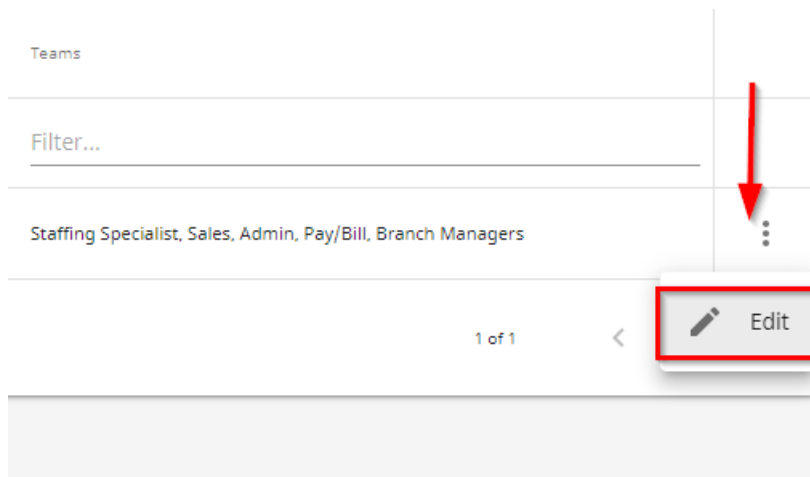 Teams
Filter...
Staffing Specialist, Sales, Admin, Pay/Bill, Branch Managers
Edit
1 of 1